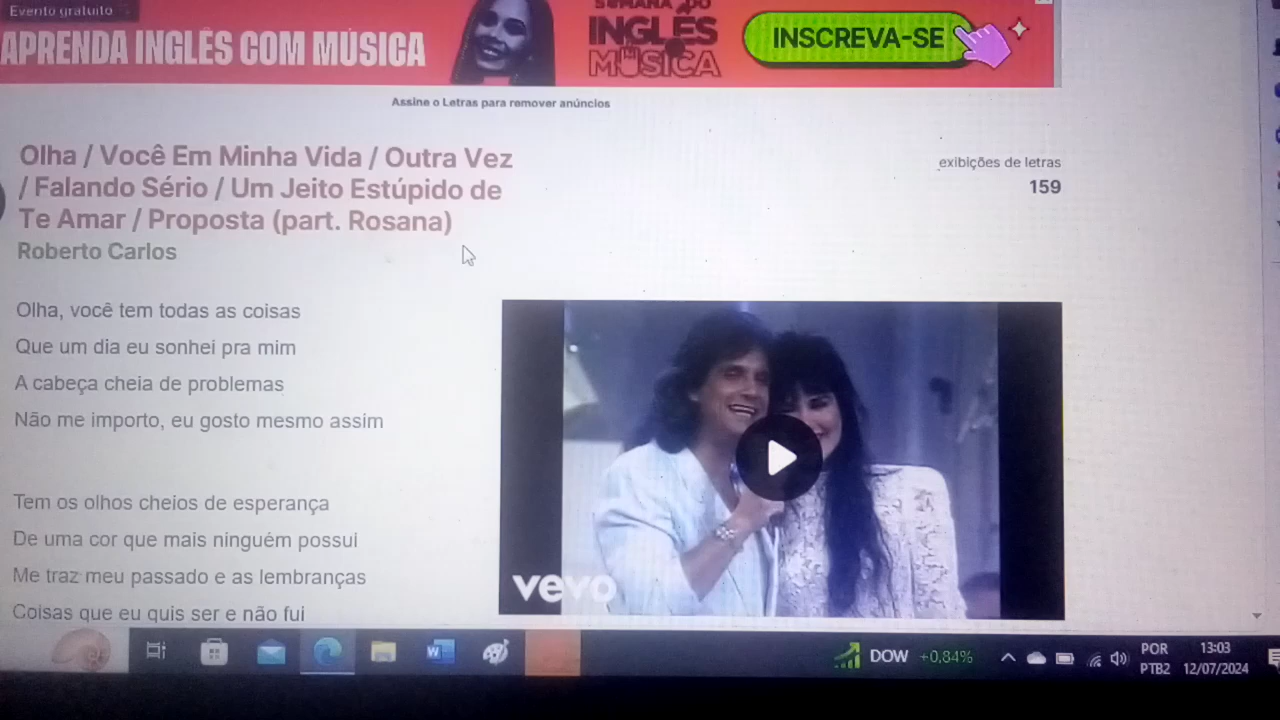 Evento gratuito
APRENDA INGLÊS COM MÚSICA
SEMANA DO
INGLÊS
MÚSICA
INSCREVA-SE
Assine o Letras para remover anúncios
Olha / Você Em Minha Vida / Outra Vez
/ Falando Sério / Um Jeito Estúpido de
Te Amar / Proposta (part. Rosana)
Roberto Carlos
exibições de letras
159
Olha, você tem todas as coisas
Que um dia eu sonhei pra mim
A cabeça cheia de problemas
Não me importo, eu gosto mesmo assim
Tem os olhos cheios de esperança
De uma cor que mais ninguém possui
Me traz meu passado e as lembranças
Coisas que eu quis ser e não fui
vevo
DOW +0,84%
POR
PTB2
13:03
12/07/2024